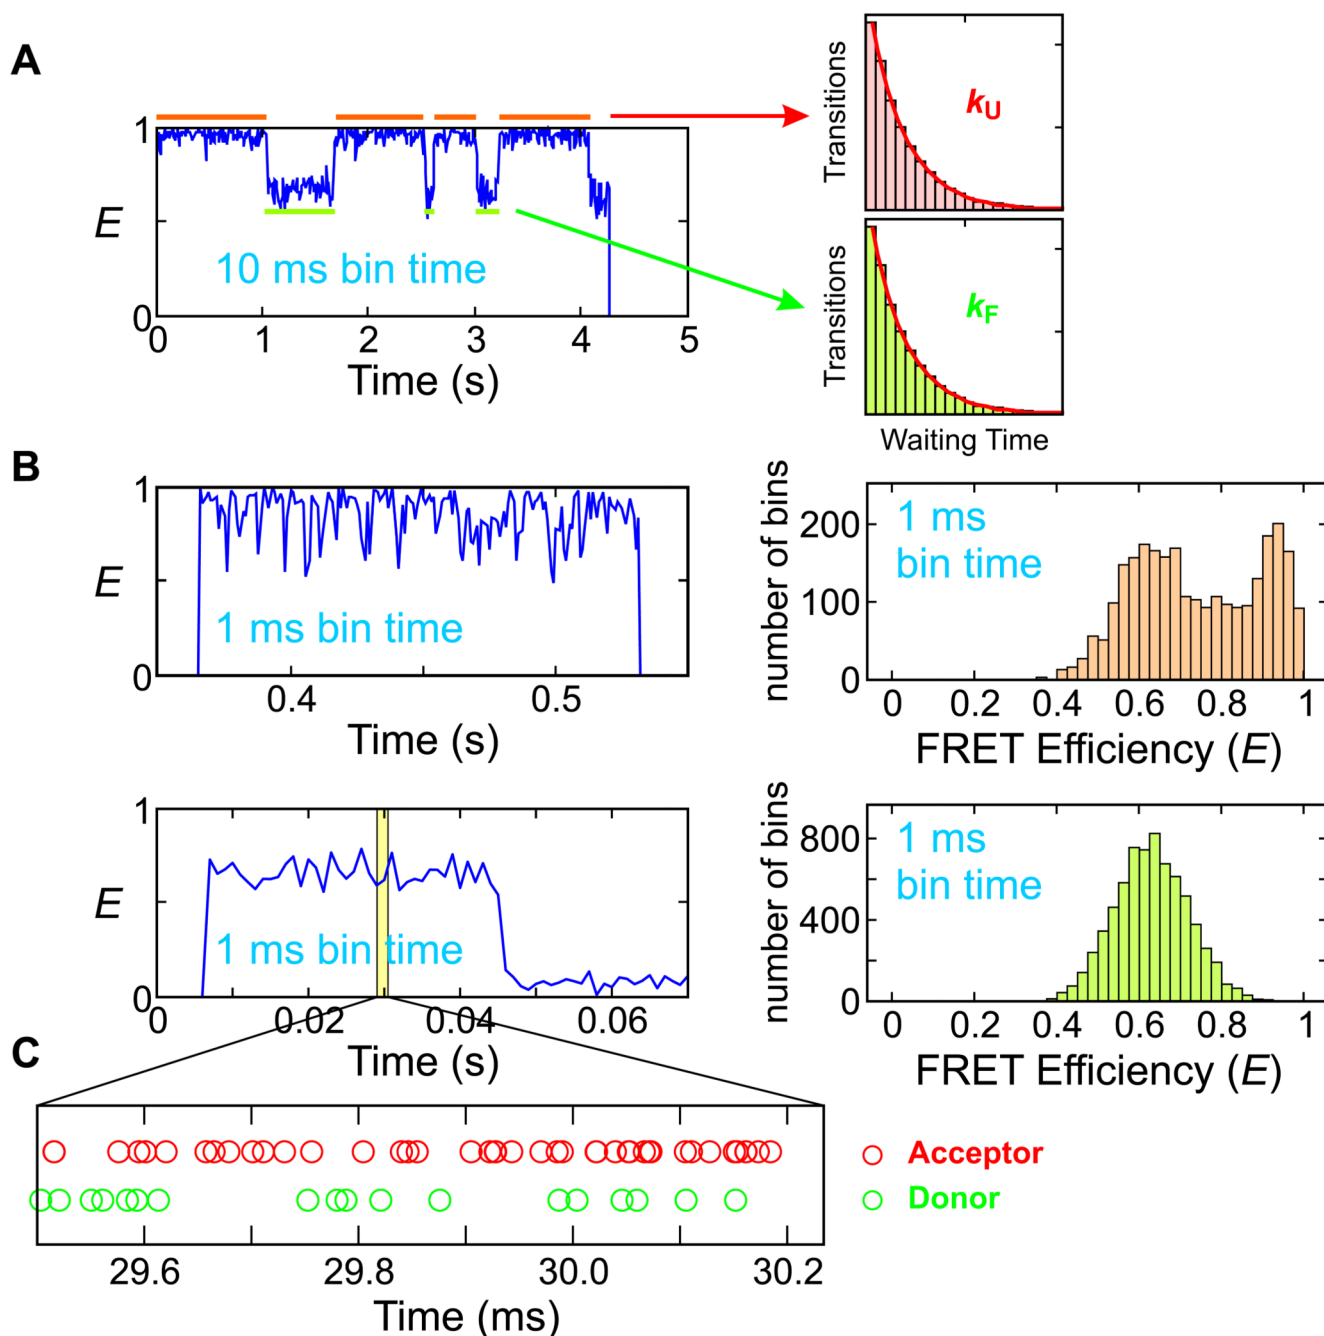 A
1
0
E
10 ms bin time
0 1 2 3 4 5
Time (s)
Transitions
kU
Transitions
kF
Waiting Time
B
1
0
E
1 ms bin time
0.4 0.5
Time (s)
number of bins
200
100
0
1 ms
bin time
0 0.2 0.4 0.6 0.8 1
FRET Efficiency (E)
1
0
E
1 ms bin time
0 0.02 0.04 0.06
Time (s)
number of bins
800
400
0
1 ms
bin time
0 0.2 0.4 0.6 0.8 1
FRET Efficiency (E)
C
Acceptor
Donor
29.6 29.8 30.0 30.2
Time (ms)